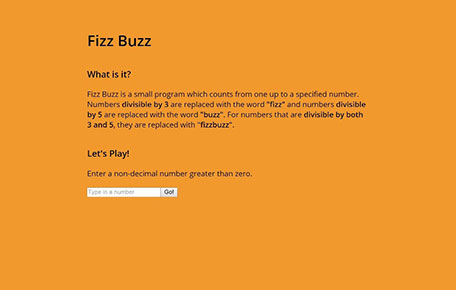 Fizz Buzz
What is it?
Fizz Buzz is a small program which counts from one up to a specified number.
Numbers divisible by 3 are replaced with the word "fizz" and numbers divisible
by 5 are replaced with the word "buzz". For numbers that are divisible by both
3 and 5, they are replaced with "fizzbuzz".
Let's Play!
Enter a non-decimal number greater than zero.
Type in a number Go!